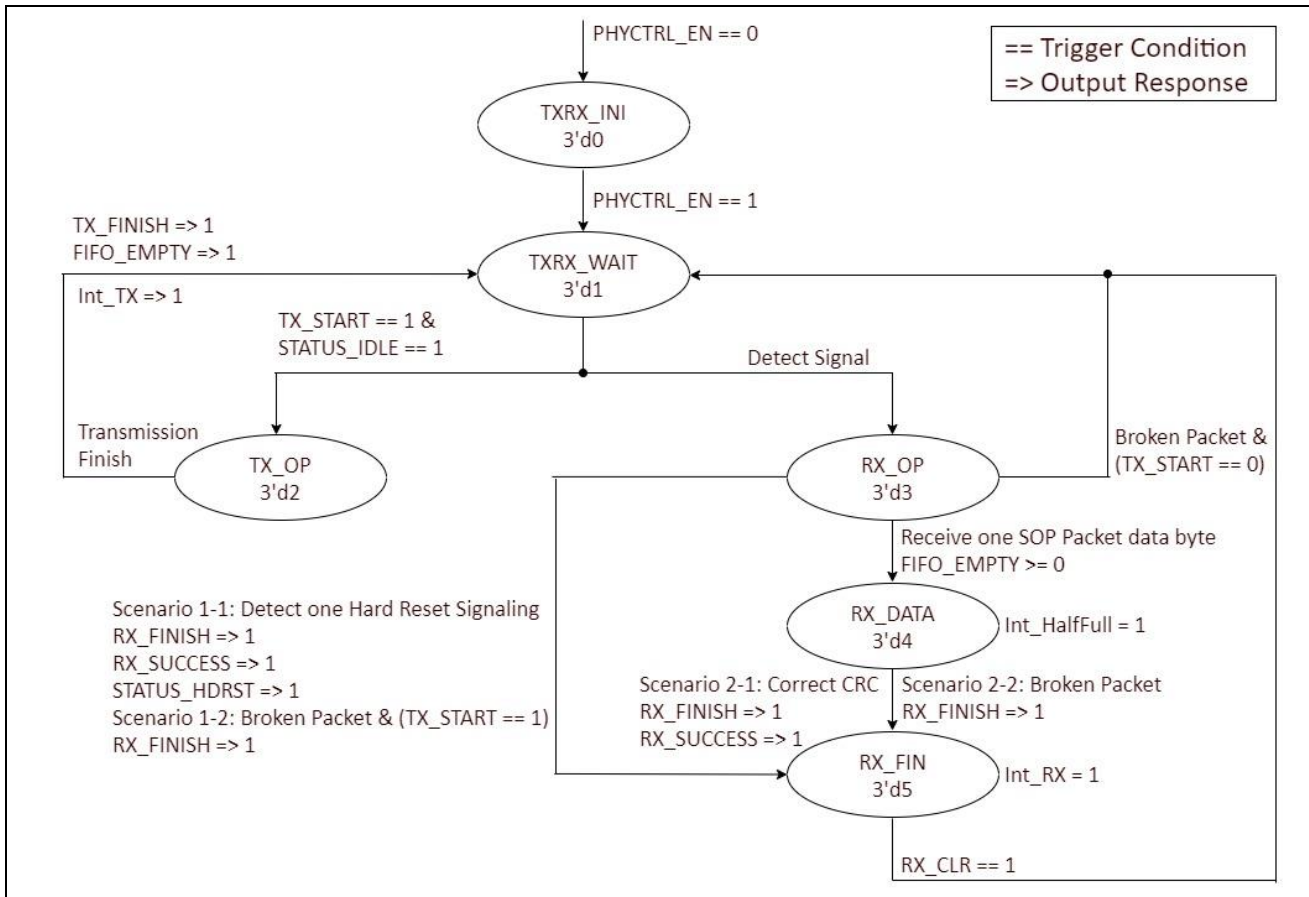 PHYCTRL_EN == 0
== Trigger Condition
=> Output Response
TXRX_INI
3'd0
PHYCTRL_EN == 1
TX_FINISH => 1
FIFO_EMPTY => 1
TXRX_WAIT
3'd1
Int_TX => 1
TX_START == 1 &
STATUS_IDLE == 1
Detect Signal
Transmission
Finish
TX_OP
3'd2
RX_OP
3'd3
Broken Packet &
(TX_START == 0)
Receive one SOP Packet data byte
FIFO_EMPTY >= 0
Scenario 1-1: Detect one Hard Reset Signaling
RX_FINISH => 1
RX_SUCCESS => 1
STATUS_HDRST => 1
Scenario 1-2: Broken Packet & (TX_START == 1)
RX_FINISH => 1
RX_DATA
3'd4
Int_HalfFull = 1
Scenario 2-1: Correct CRC
RX_FINISH => 1
RX_SUCCESS => 1
Scenario 2-2: Broken Packet
RX_FINISH => 1
RX_FIN
3'd5
Int_RX = 1
RX_CLR == 1